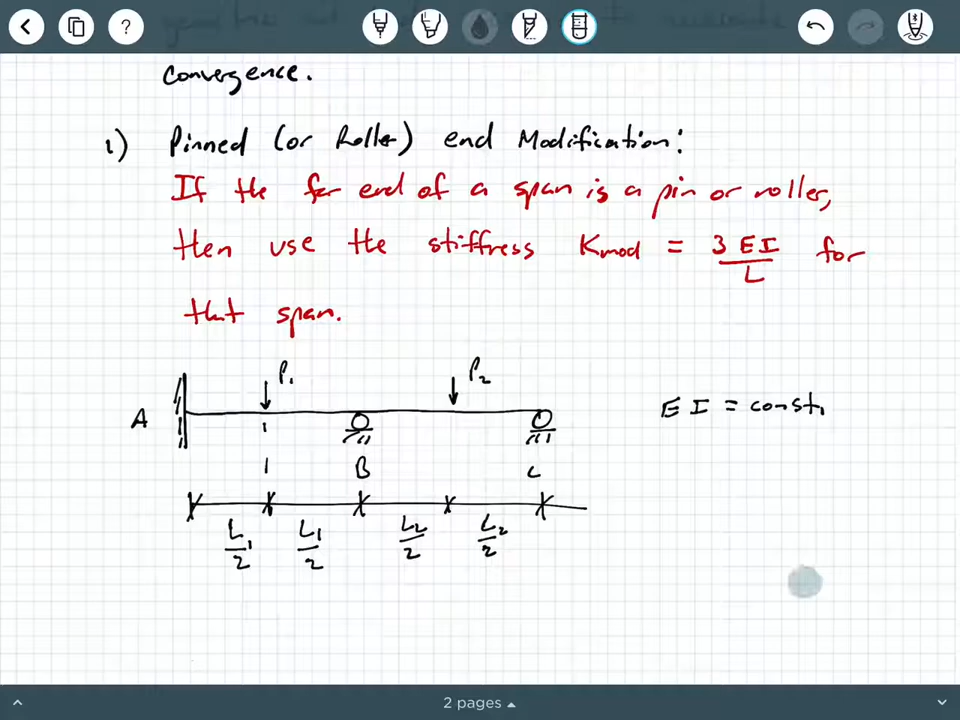 convergence.
1) Pinned (or Roller) end Modification:
If the far end of a span is a pin or roller,
then use the stiffness Kmod = 3EI/L for
that span.
P₁ P₂
A EI = const.
B C
L₁/2 L₁/2 L₂/2 L₂/2
2 pages